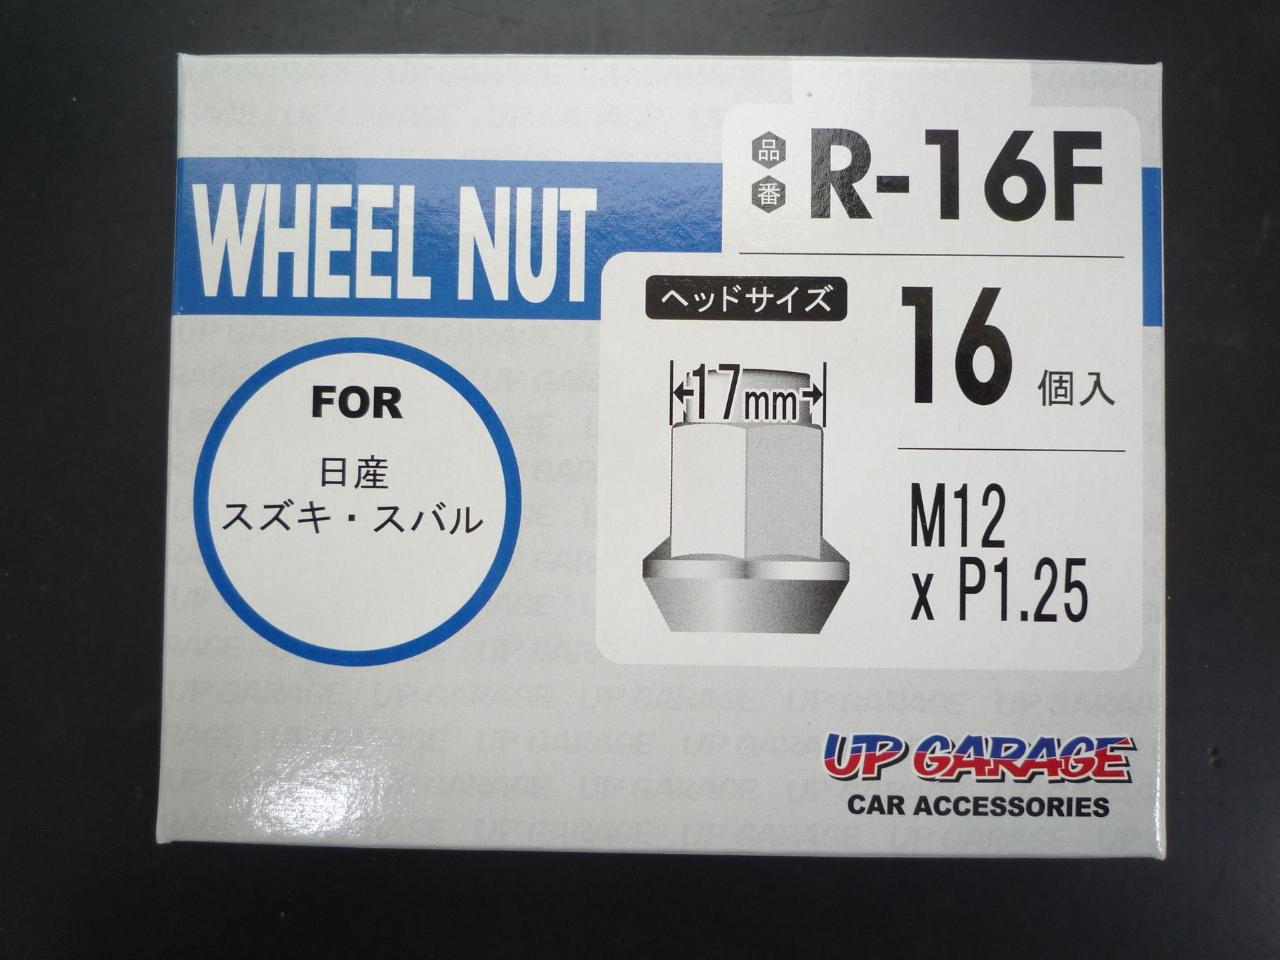 WHEEL NUT
品番 R-16F
ヘッドサイズ
17mm
16 個入
M12
x P1.25
FOR
日産
スズキ・スバル
UP GARAGE
CAR ACCESSORIES